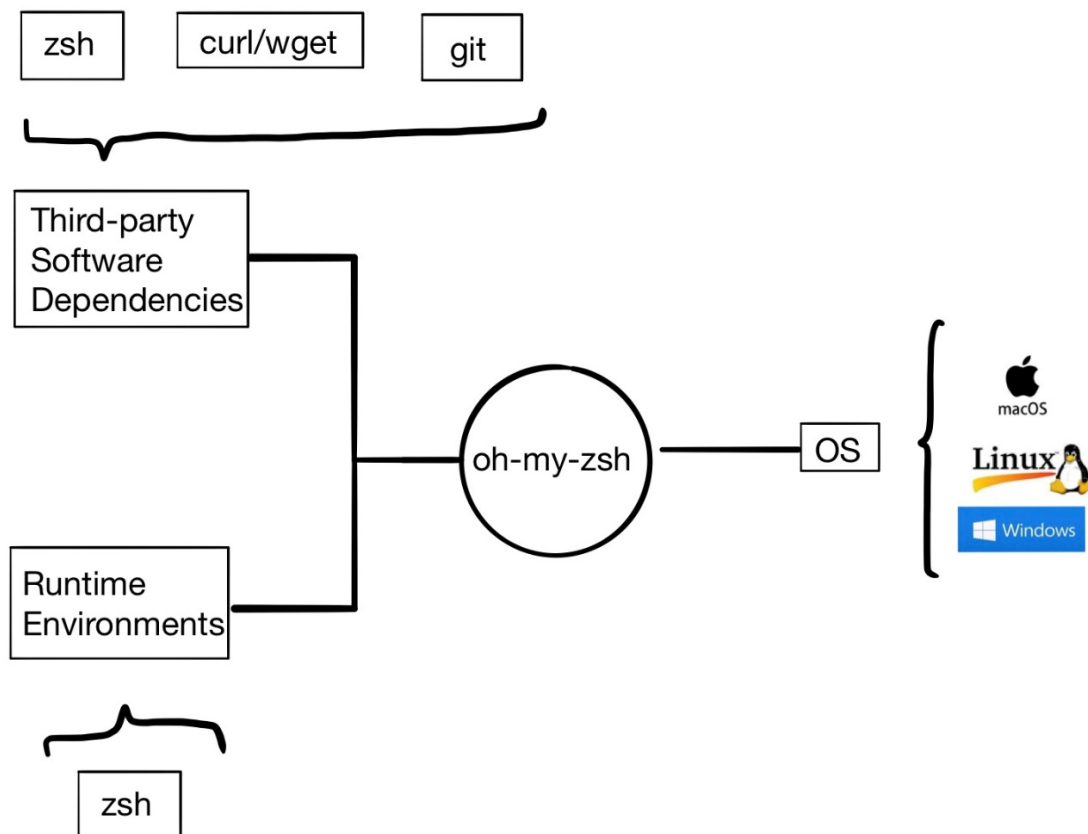 zsh
curl/wget
git
Third-party
Software
Dependencies
oh-my-zsh
OS
macOS
Linux
Windows
Runtime
Environments
zsh